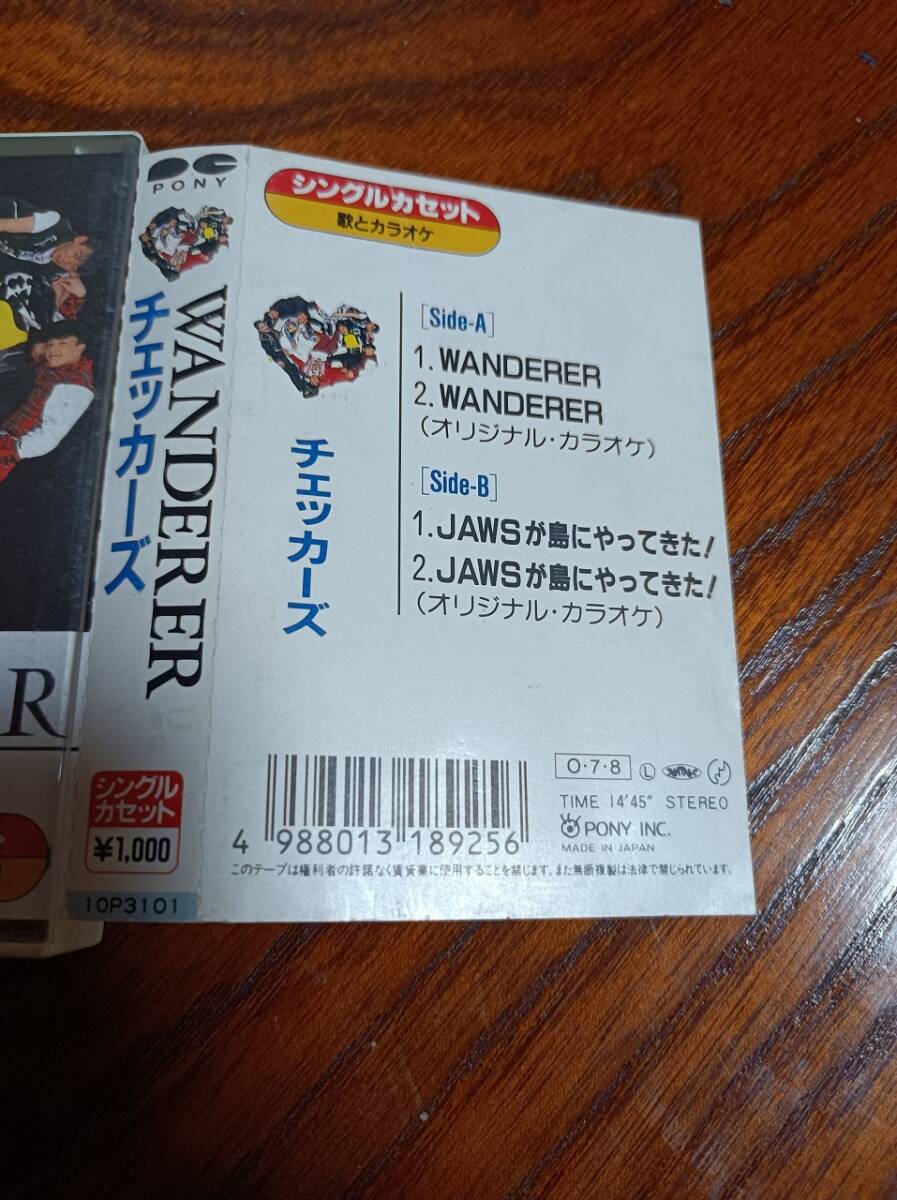 PONY
WANDERER
チェッカーズ
シングル
カセット
¥1,000
10P3101
R
シングルカセット
歌とカラオケ
チェッカーズ
[Side-A]
1. WANDERER
2. WANDERER
(オリジナル・カラオケ)
[Side-B]
1. JAWSが島にやってきた!
2. JAWSが島にやってきた!
(オリジナル・カラオケ)
4 988013 189256
O・7・8 Ⓛ
TIME 14'45" STEREO
PONY INC.
MADE IN JAPAN
このテープは権利者の許諾なく賃貸業に使用することを禁じます。また無断複製は法律で禁じられています。